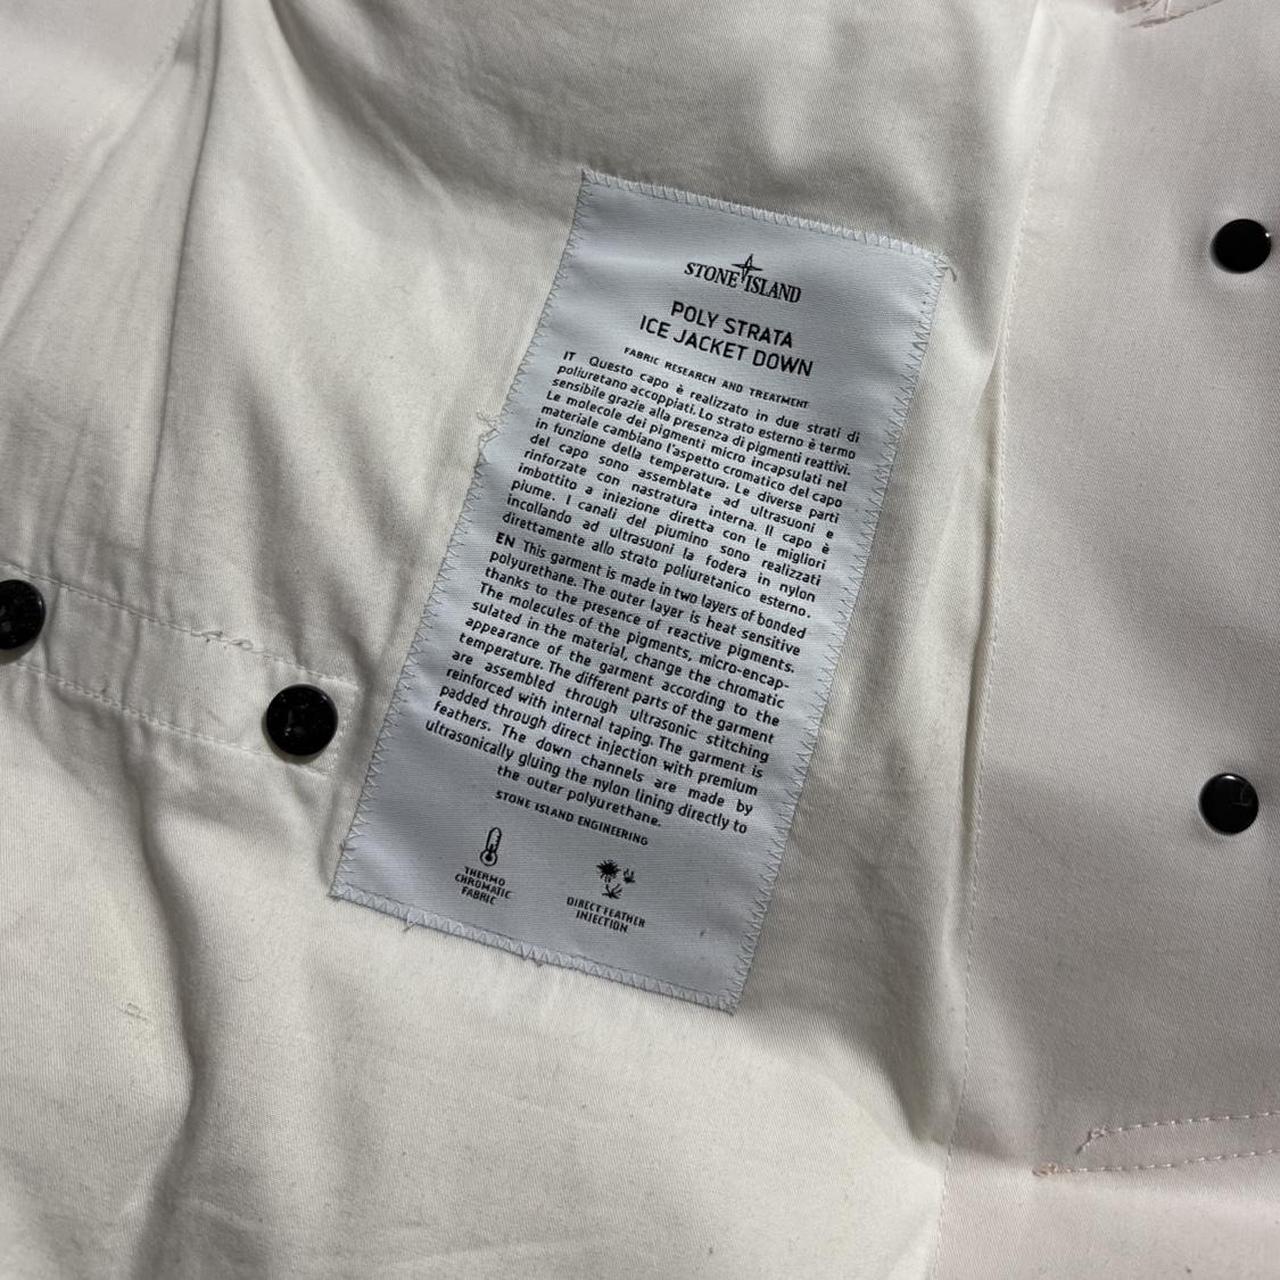 STONE ISLAND
POLY STRATA
ICE JACKET DOWN
FABRIC RESEARCH AND TREATMENT
IT Questo capo è realizzato in due strati di
poliuretano accoppiati. Lo strato esterno è termo
sensibile grazie alla presenza di pigmenti reattivi.
Le molecole dei pigmenti micro incapsulati nel
materiale cambiano l'aspetto cromatico del capo
in funzione della temperatura. Le diverse parti
del capo sono assemblate ad ultrasuoni e
rinforzate con nastratura interna. Il capo è
imbottito a iniezione diretta con le migliori
piume. I canali del piumino sono realizzati
incollando ad ultrasuoni la fodera in nylon
direttamente allo strato poliuretanico esterno.
EN This garment is made in two layers of bonded
polyurethane. The outer layer is heat sensitive
thanks to the presence of reactive pigments.
The molecules of the pigments, micro-encap-
sulated in the material, change the chromatic
appearance of the garment according to the
temperature. The different parts of the garment
are assembled through ultrasonic stitching
reinforced with internal taping. The garment is
padded through direct injection with premium
feathers. The down channels are made by
ultrasonically gluing the nylon lining directly to
the outer polyurethane.
STONE ISLAND ENGINEERING
THERMO
CHROMATIC
FABRIC
DIRECT FEATHER
INJECTION